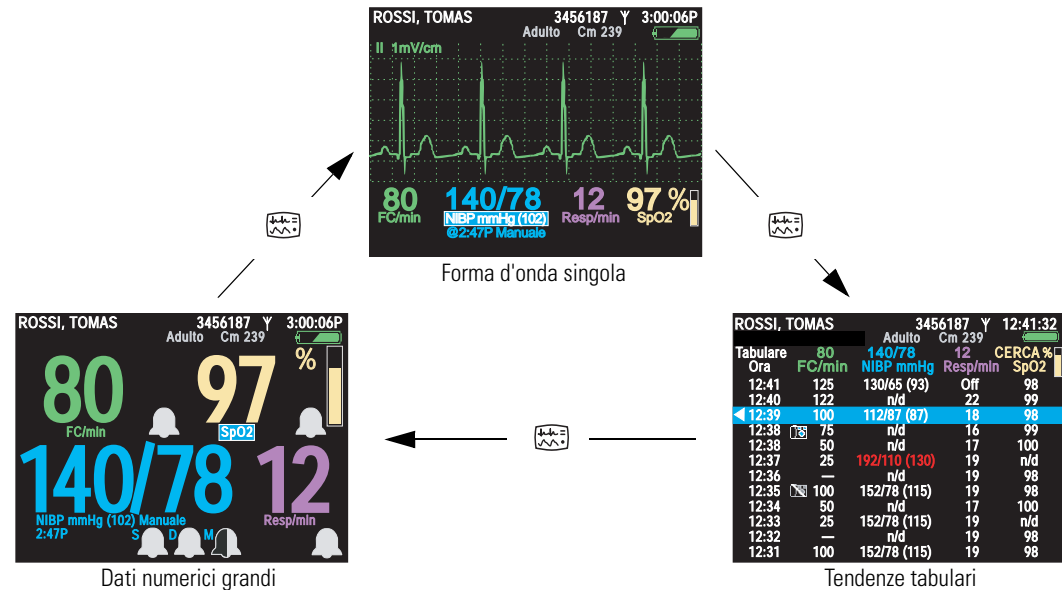 ROSSI, TOMAS 3456187 3:00:06P
Adulto Cm 239
II 1mV/cm
80 140/78 12 97 %
FC/min NIBP mmHg (102) Resp/min SpO2
@2:47P Manuale
Forma d'onda singola
ROSSI, TOMAS 3456187 3:00:06P
Adulto Cm 239
80 97 %
FC/min SpO2
140/78 12
NIBP mmHg (102) Manuale Resp/min
2:47P S D M
Dati numerici grandi
ROSSI, TOMAS 3456187 12:41:32
Adulto Cm 239
Tabulare 80 140/78 12 CERCA %
Ora FC/min NIBP mmHg Resp/min SpO2
12:41 125 130/65 (93) Off 98
12:40 122 n/d 22 99
12:39 100 112/87 (87) 18 98
12:38 75 n/d 16 99
12:38 50 n/d 17 100
12:37 25 192/110 (130) 19 n/d
12:36 — n/d 19 98
12:35 100 152/78 (115) 19 98
12:34 50 n/d 17 100
12:33 25 152/78 (115) 19 n/d
12:32 — n/d 19 98
12:31 100 152/78 (115) 19 98
Tendenze tabulari